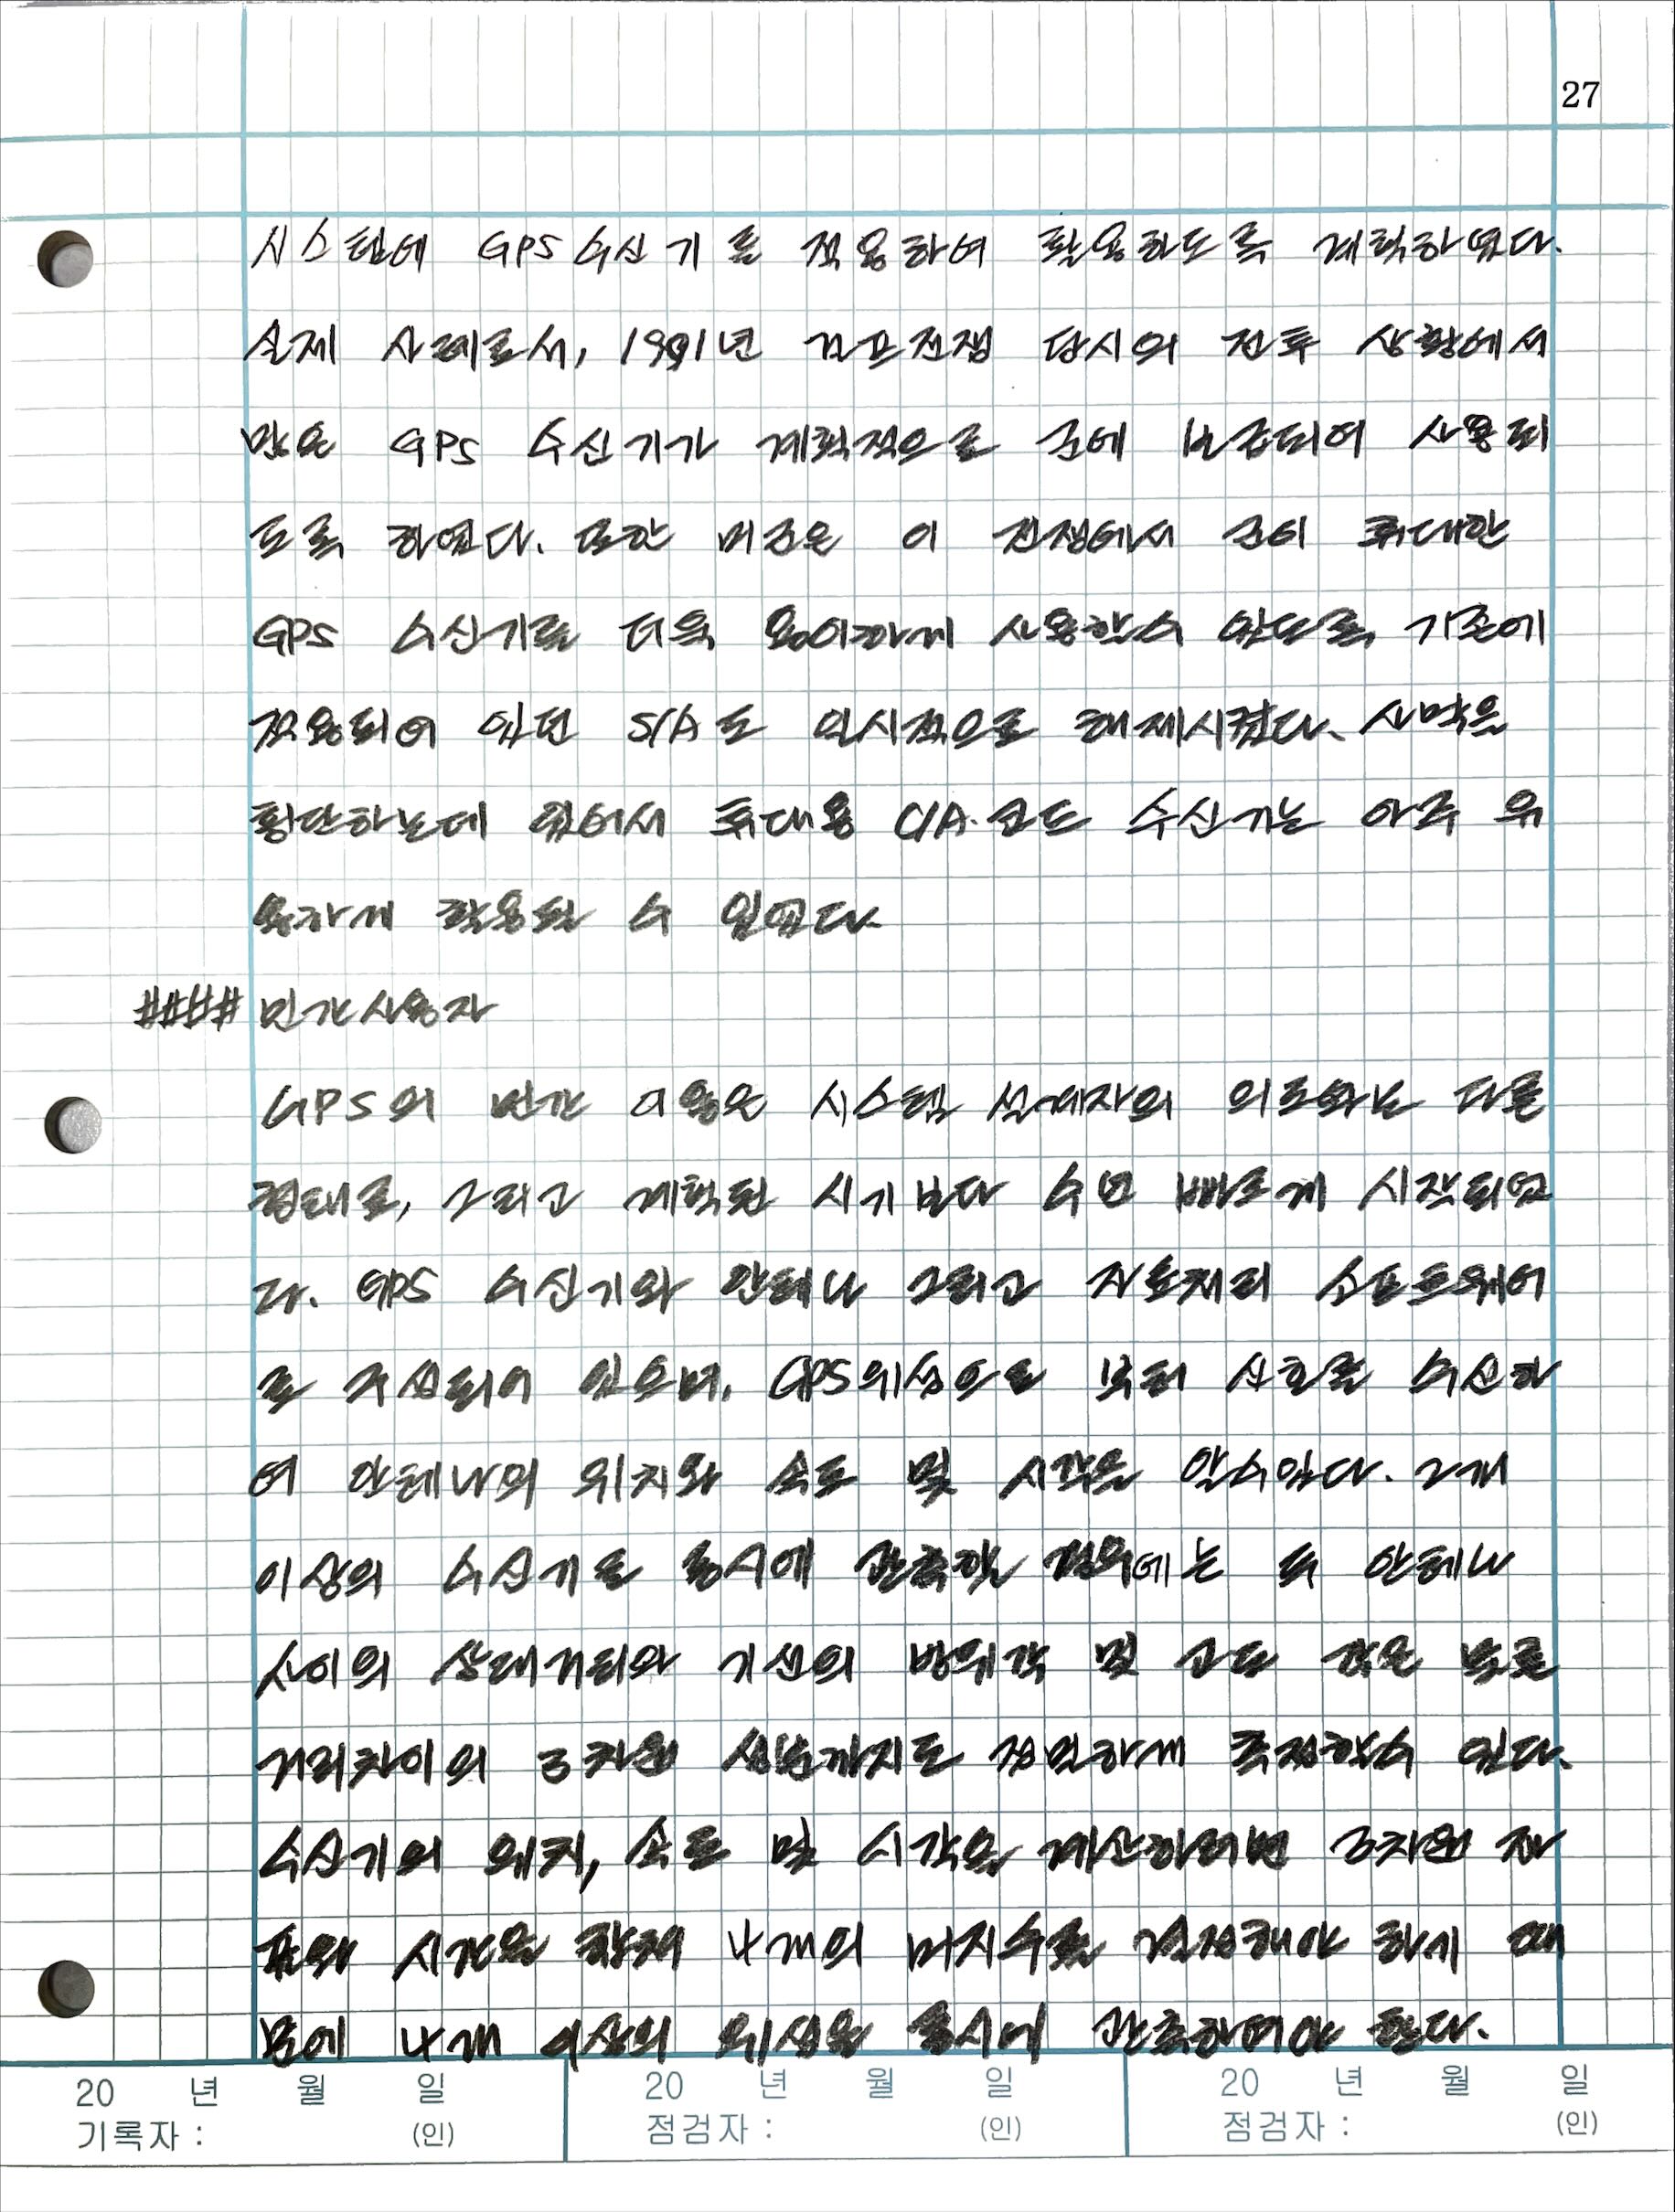 27
시스템에 GPS 수신기를 적용하여 활용하도록 계획하였다.
실제 사례로서, 1991년 걸프전쟁 당시의 전투 상황에서
많은 GPS 수신기가 계획적으로 군에 보급되어 사용되
도록 하였다. 또한 미군은 이 전쟁에서 군이 휴대한
GPS 수신기를 더욱 용이하게 사용할수 있도록, 기존에
적용되어 있던 S/A도 일시적으로 해제시켰다. 사막을
횡단하는데 있어서 휴대용 C/A.코드 수신기는 아주 유
용하게 활용될 수 있었다.
#### 민간사용자
GPS의 민간 이용은 시스템 설계자의 의도와는 다른
형태로, 그리고 계획된 시기보다 수년 빠르게 시작되었
다. GPS 수신기와 안테나 그리고 자료처리 소프트웨어
로 구성되어 있으며, GPS위성으로 부터 신호를 수신하
여 안테나의 위치와 속도 및 시각을 알수있다. 2개
이상의 수신기를 동시에 관측할 경우에는 두 안테나
사이의 상대거리와 기선의 방위각 및 고도 같은
거리차이의 3차원 성분까지도 정밀하게 측정할수 있다.
수신기의 위치, 속도 및 시각을 계산하려면 3차원 좌
표와 시간을 합해 4개의 미지수를 결정해야 하기 때
문에 4개 이상의 위성을 동시에 관측하여야 한다.
20 년 월 일 20 년 월 일 20 년 월 일
기록자 : (인) 점검자 : (인) 점검자 : (인)